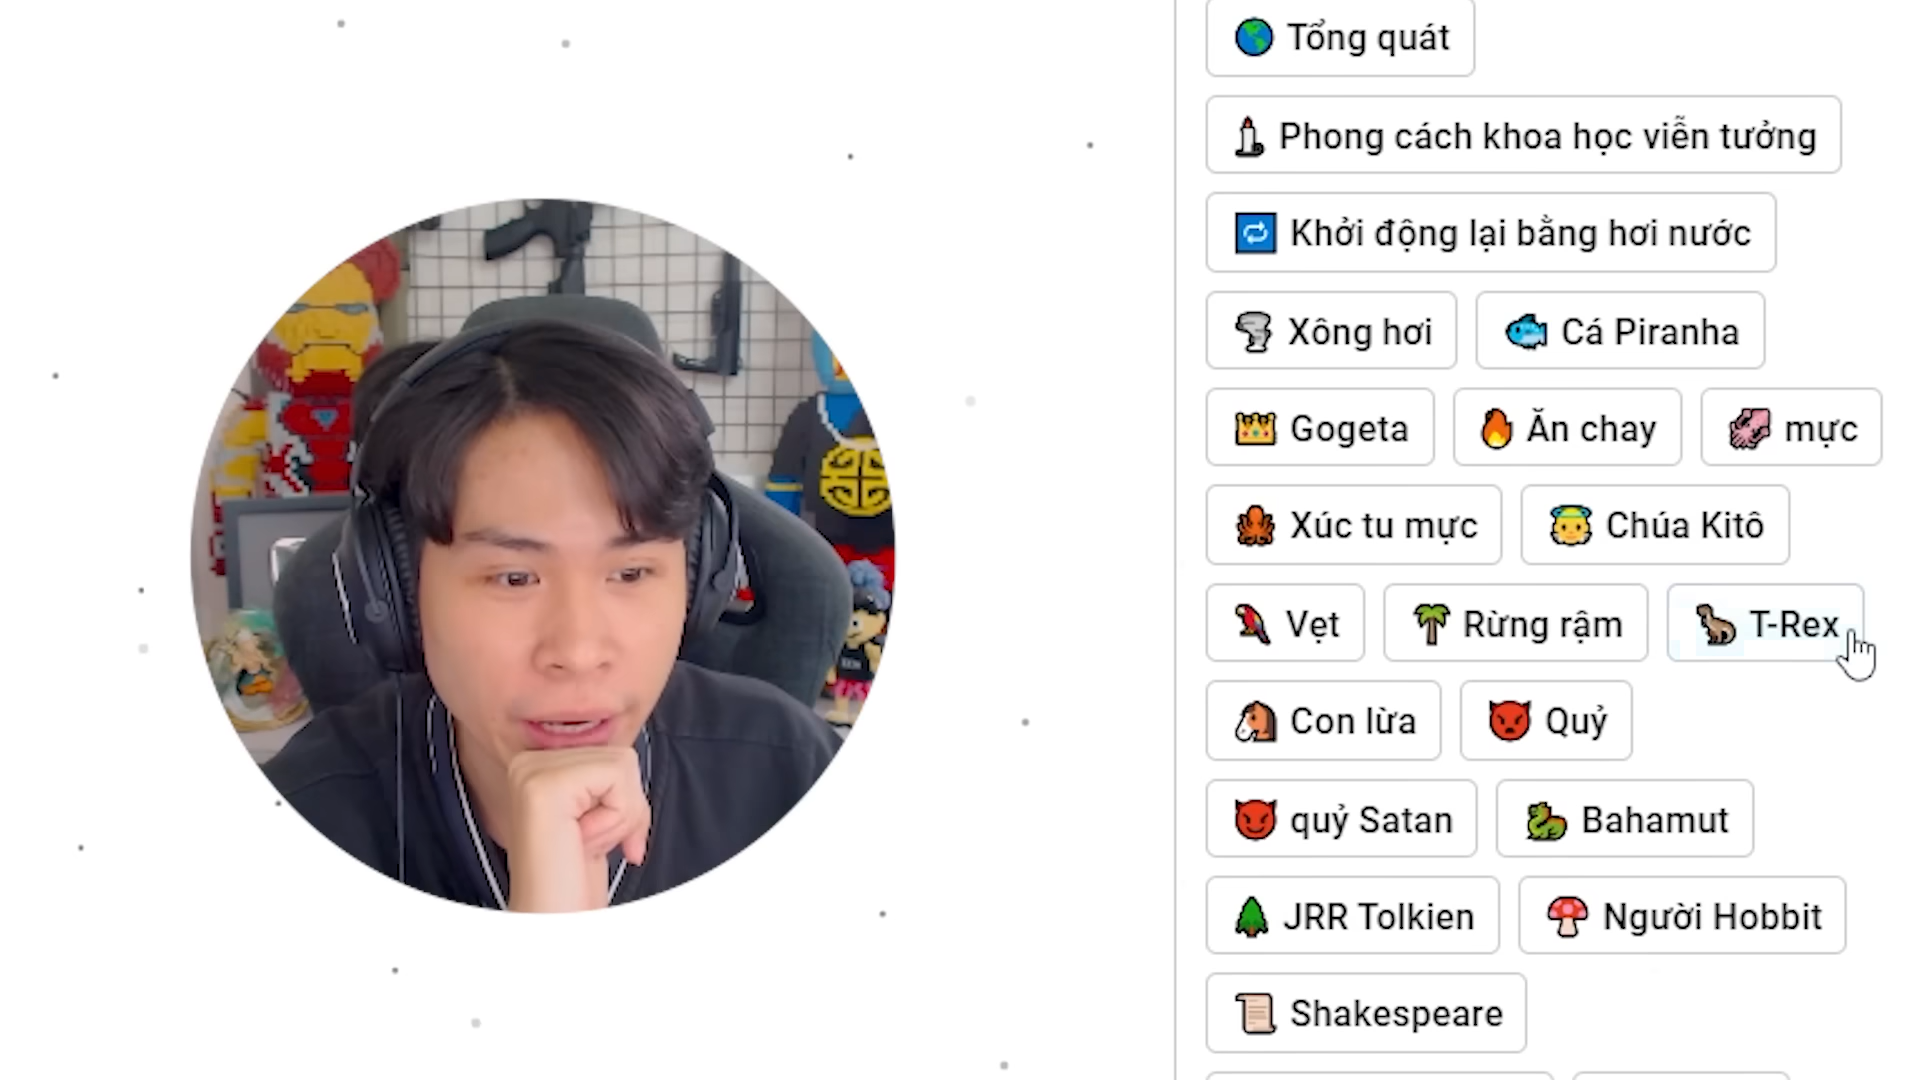 Tổng quát
Phong cách khoa học viễn tưởng
Khởi động lại bằng hơi nước
Xông hơi Cá Piranha
Gogeta Ăn chay mực
Xúc tu mực Chúa Kitô
Vẹt Rừng rậm T-Rex
Con lừa Quỷ
quỷ Satan Bahamut
JRR Tolkien Người Hobbit
Shakespeare